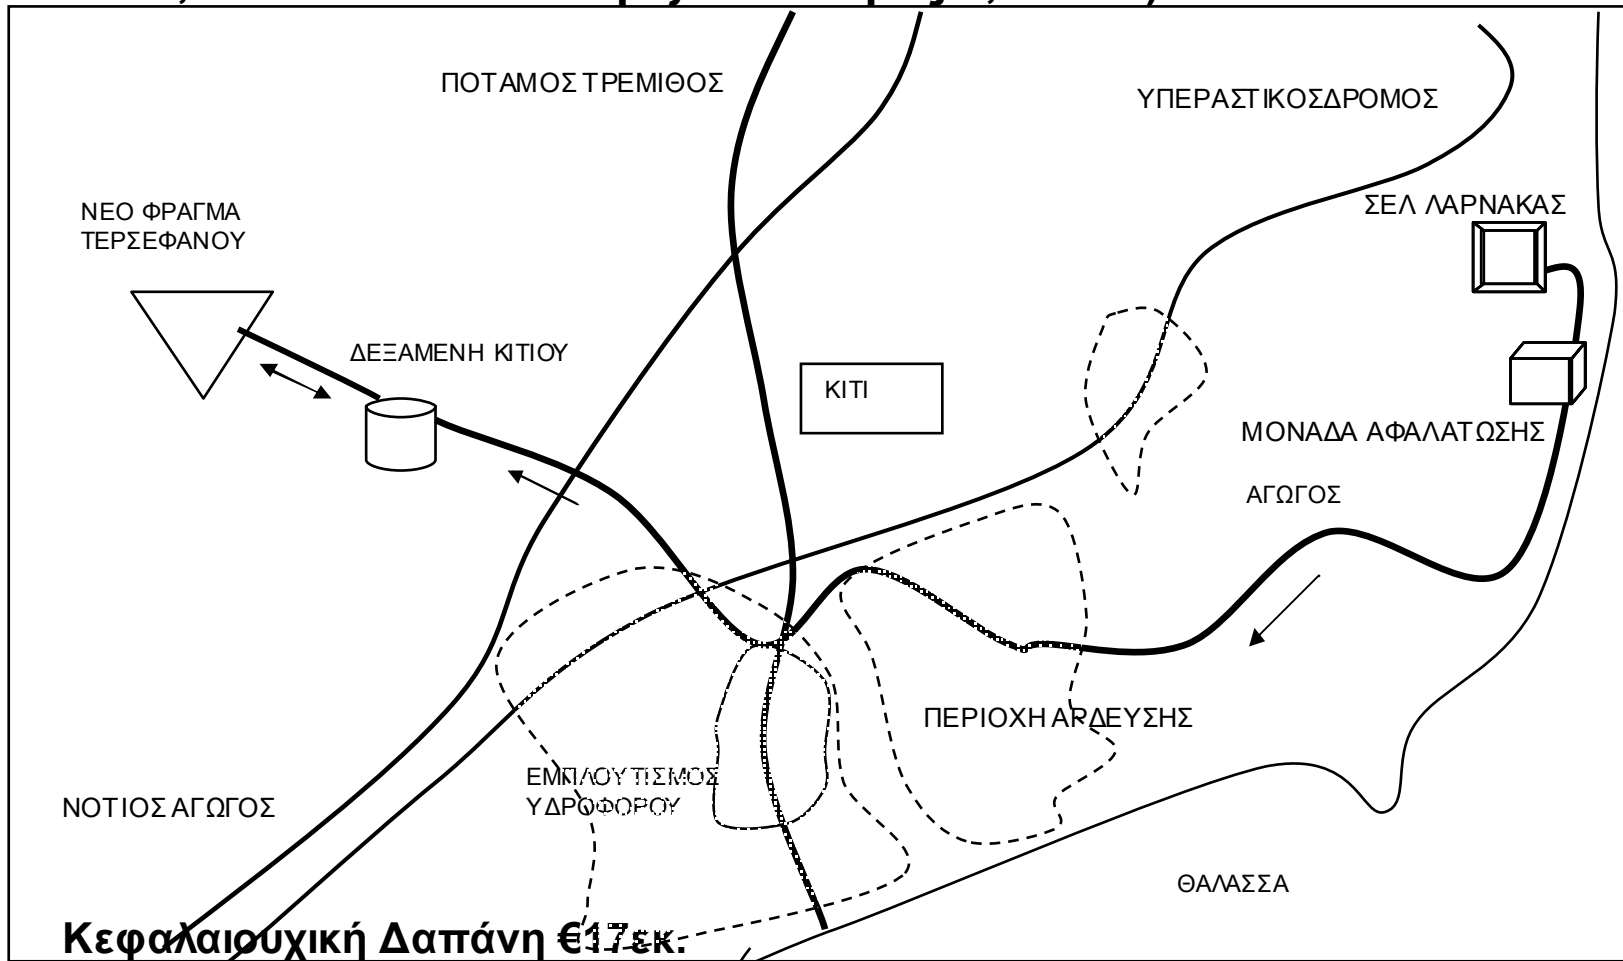 ΠΟΤΑΜΟΣ ΤΡΕΜΙΘΟΣ
ΥΠΕΡΑΣΤΙΚΟΣ ΔΡΟΜΟΣ
ΣΕΛ ΛΑΡΝΑΚΑΣ
ΝΕΟ ΦΡΑΓΜΑ
ΤΕΡΣΕΦΑΝΟΥ
ΔΕΞΑΜΕΝΗ ΚΙΤΙΟΥ
ΚΙΤΙ
ΜΟΝΑΔΑ ΑΦΑΛΑΤΩΣΗΣ
ΑΓΩΓΟΣ
ΠΕΡΙΟΧΗ ΑΡΔΕΥΣΗΣ
ΕΜΠΛΟΥΤΙΣΜΟΣ
ΥΔΡΟΦΟΡΟΥ
ΝΟΤΙΟΣ ΑΓΩΓΟΣ
ΘΑΛΑΣΣΑ
Κεφαλαιουχική Δαπάνη €17εκ.